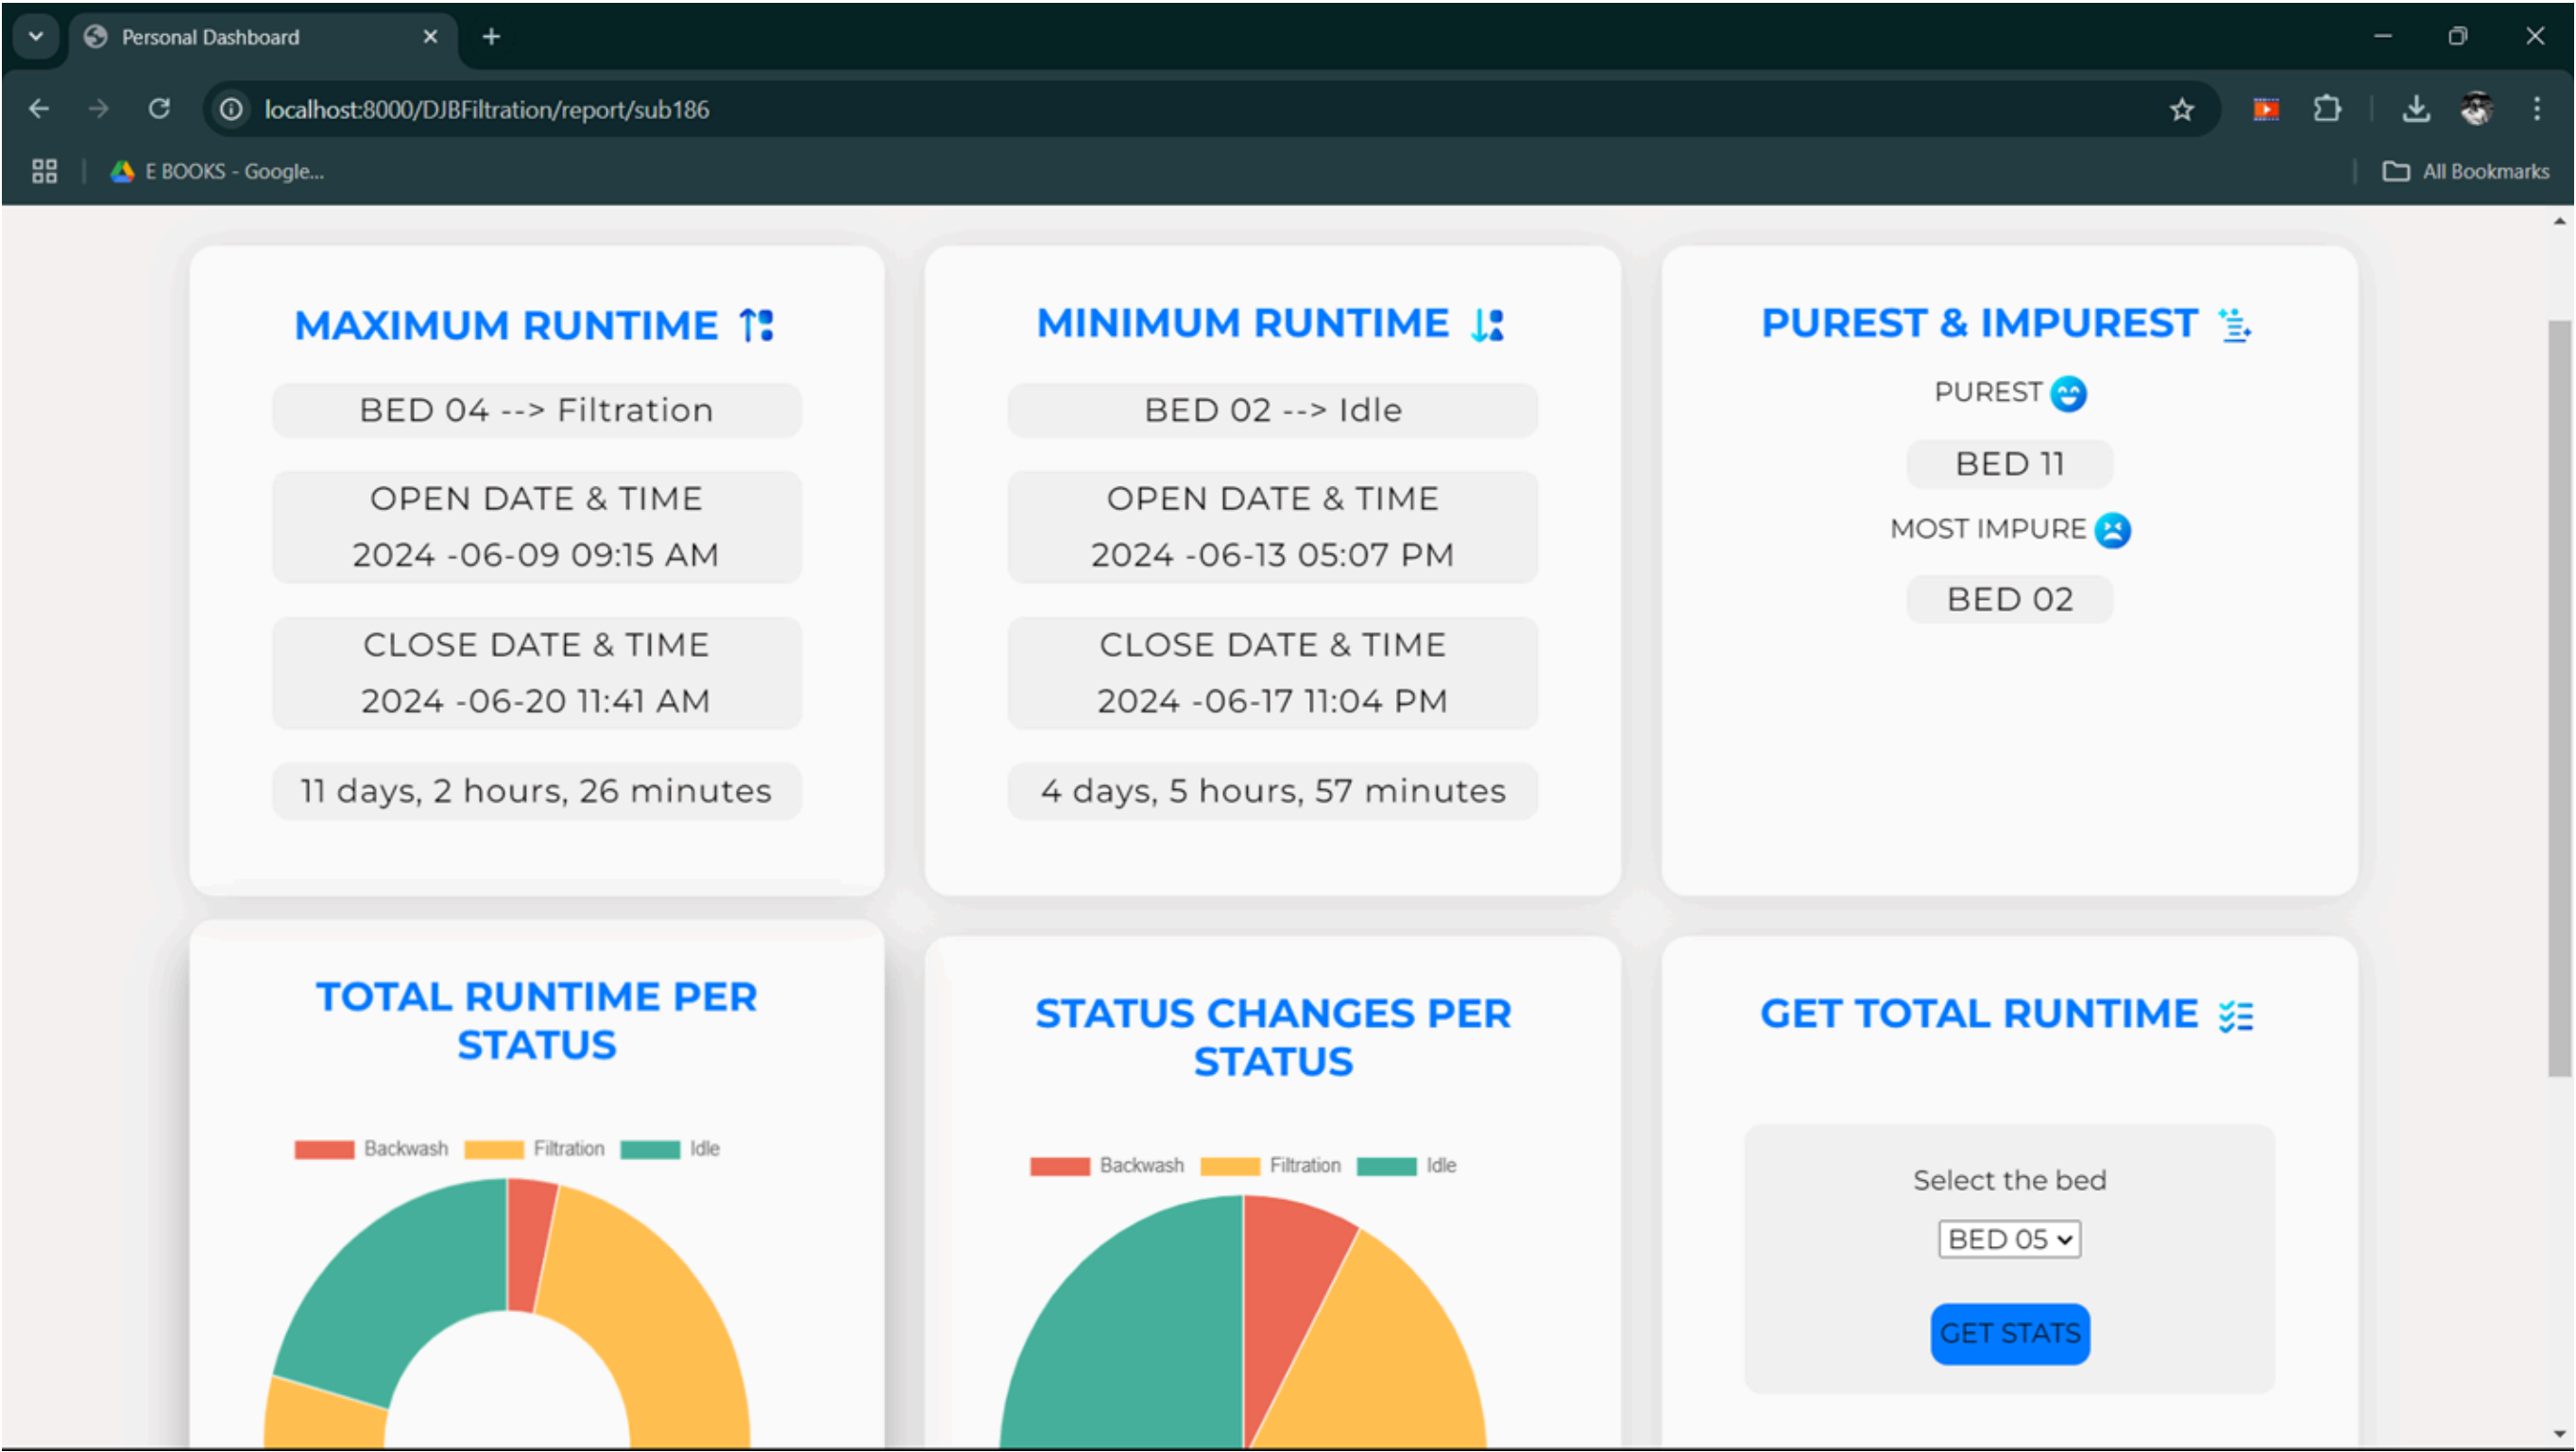 Personal Dashboard
localhost:8000/DJBFiltration/report/sub186
E BOOKS - Google...
All Bookmarks
MAXIMUM RUNTIME
BED 04 --> Filtration
OPEN DATE & TIME
2024 -06-09 09:15 AM
CLOSE DATE & TIME
2024 -06-20 11:41 AM
11 days, 2 hours, 26 minutes
MINIMUM RUNTIME
BED 02 --> Idle
OPEN DATE & TIME
2024 -06-13 05:07 PM
CLOSE DATE & TIME
2024 -06-17 11:04 PM
4 days, 5 hours, 57 minutes
PUREST & IMPUREST
PUREST
BED 11
MOST IMPURE
BED 02
TOTAL RUNTIME PER
STATUS
Backwash Filtration Idle
STATUS CHANGES PER
STATUS
Backwash Filtration Idle
GET TOTAL RUNTIME
Select the bed
BED 05
GET STATS